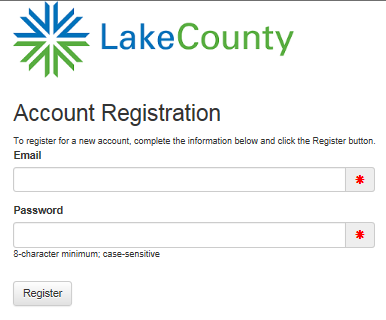 LakeCounty
Account Registration
To register for a new account, complete the information below and click the Register button.
Email
*
Password
*
8-character minimum; case-sensitive
Register